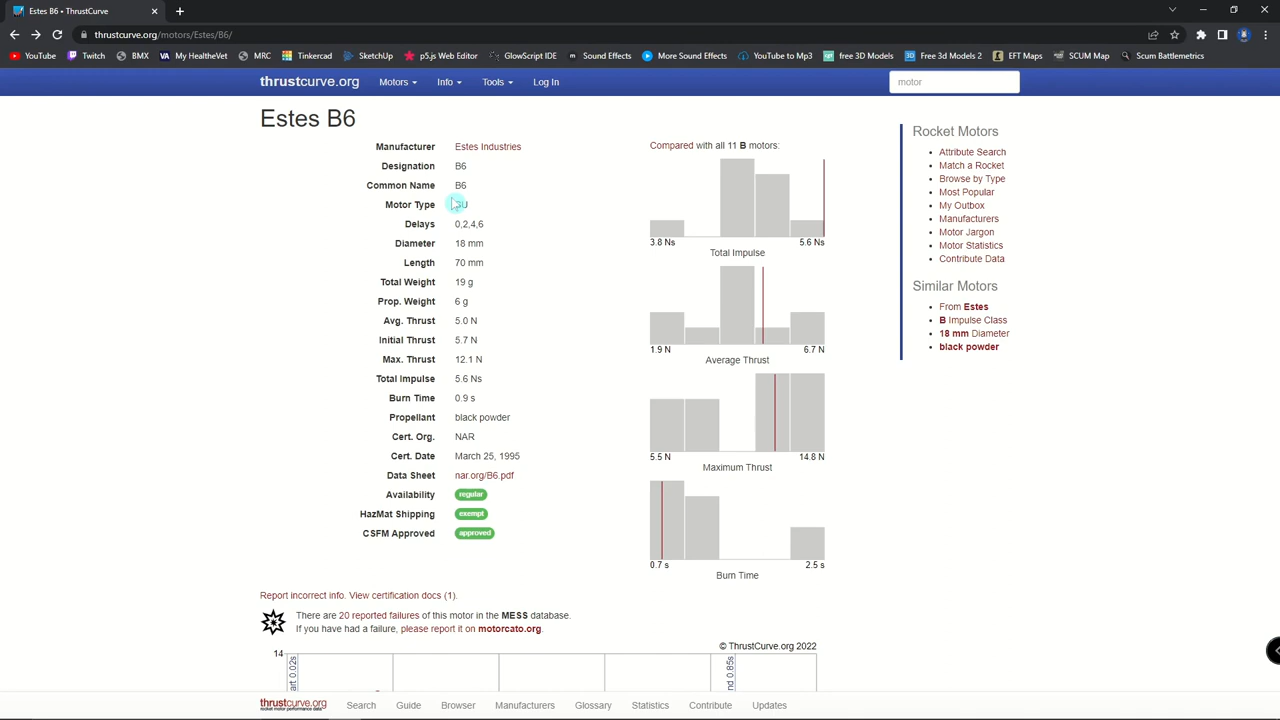 Estes B6 • ThrustCurve
thrustcurve.org/motors/Estes/B6/
YouTube Twitch BMX My HealtheVet MRC Tinkercad SketchUp p5.js Web Editor GlowScript IDE Sound Effects More Sound Effects YouTube to Mp3 free 3D Models Free 3d Models 2 EFT Maps SCUM Map Scum Battlemetrics
thrustcurve.org Motors Info Tools Log In motor
Estes B6
Manufacturer Estes Industries
Designation B6
Common Name B6
Motor Type
Delays 0,2,4,6
Diameter 18 mm
Length 70 mm
Total Weight 19 g
Prop. Weight 6 g
Avg. Thrust 5.0 N
Initial Thrust 5.7 N
Max. Thrust 12.1 N
Total Impulse 5.6 Ns
Burn Time 0.9 s
Propellant black powder
Cert. Org. NAR
Cert. Date March 25, 1995
Data Sheet nar.org/B6.pdf
Availability regular
HazMat Shipping exempt
CSFM Approved approved
Compared with all 11 B motors:
3.8 Ns 5.6 Ns
Total Impulse
1.9 N 6.7 N
Average Thrust
5.5 N 14.8 N
Maximum Thrust
0.7 s 2.5 s
Burn Time
Rocket Motors
Attribute Search
Match a Rocket
Browse by Type
Most Popular
My Outbox
Manufacturers
Motor Jargon
Motor Statistics
Contribute Data
Similar Motors
From Estes
B Impulse Class
18 mm Diameter
black powder
Report incorrect info. View certification docs (1).
There are 20 reported failures of this motor in the MESS database.
If you have had a failure, please report it on motorcato.org.
© ThrustCurve.org 2022
14
0.02s
0.85s
thrustcurve.org
rocket motor performance data
Search Guide Browser Manufacturers Glossary Statistics Contribute Updates